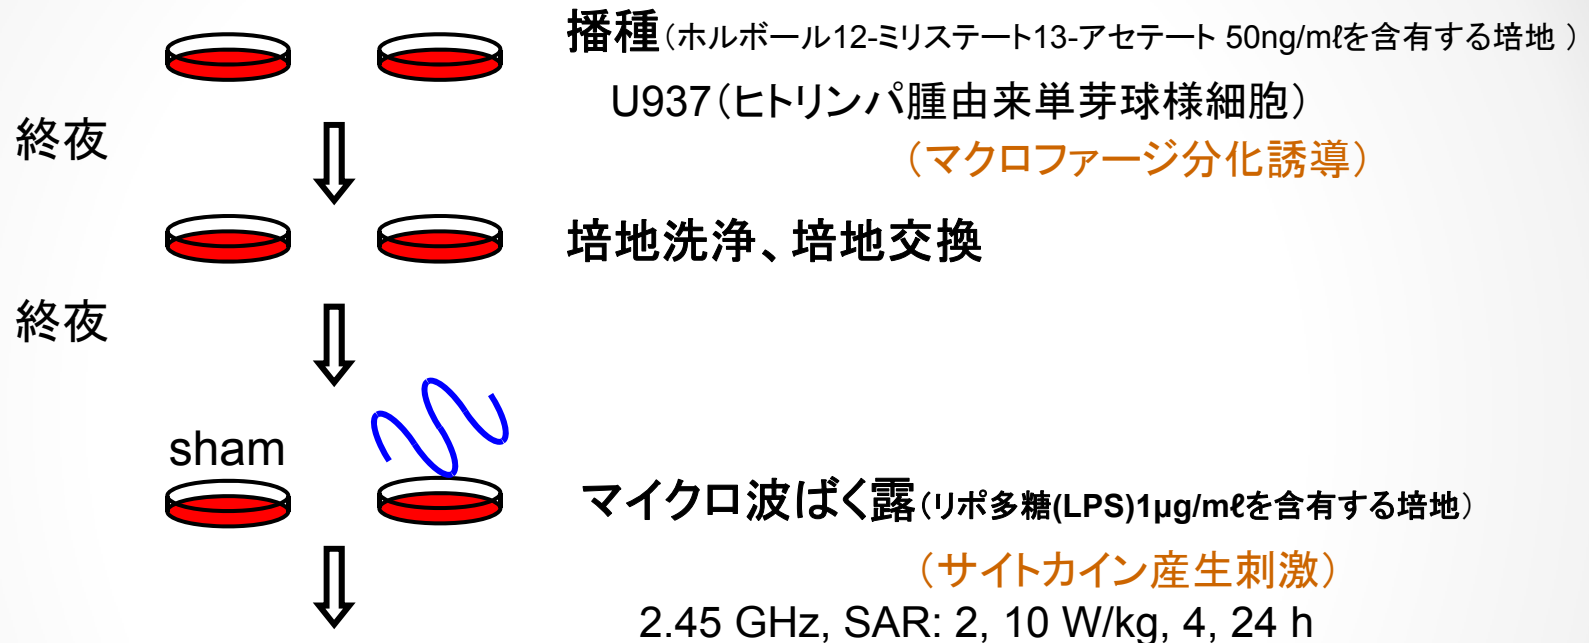 播種（ホルボール12-ミリステート13-アセテート 50ng/mℓを含有する培地 ）
U937（ヒトリンパ腫由来単芽球様細胞）
終夜
（マクロファージ分化誘導）
培地洗浄、培地交換
終夜
sham
マイクロ波ばく露（リポ多糖(LPS)1μg/mℓを含有する培地）
（サイトカイン産生刺激）
2.45 GHz, SAR: 2, 10 W/kg, 4, 24 h